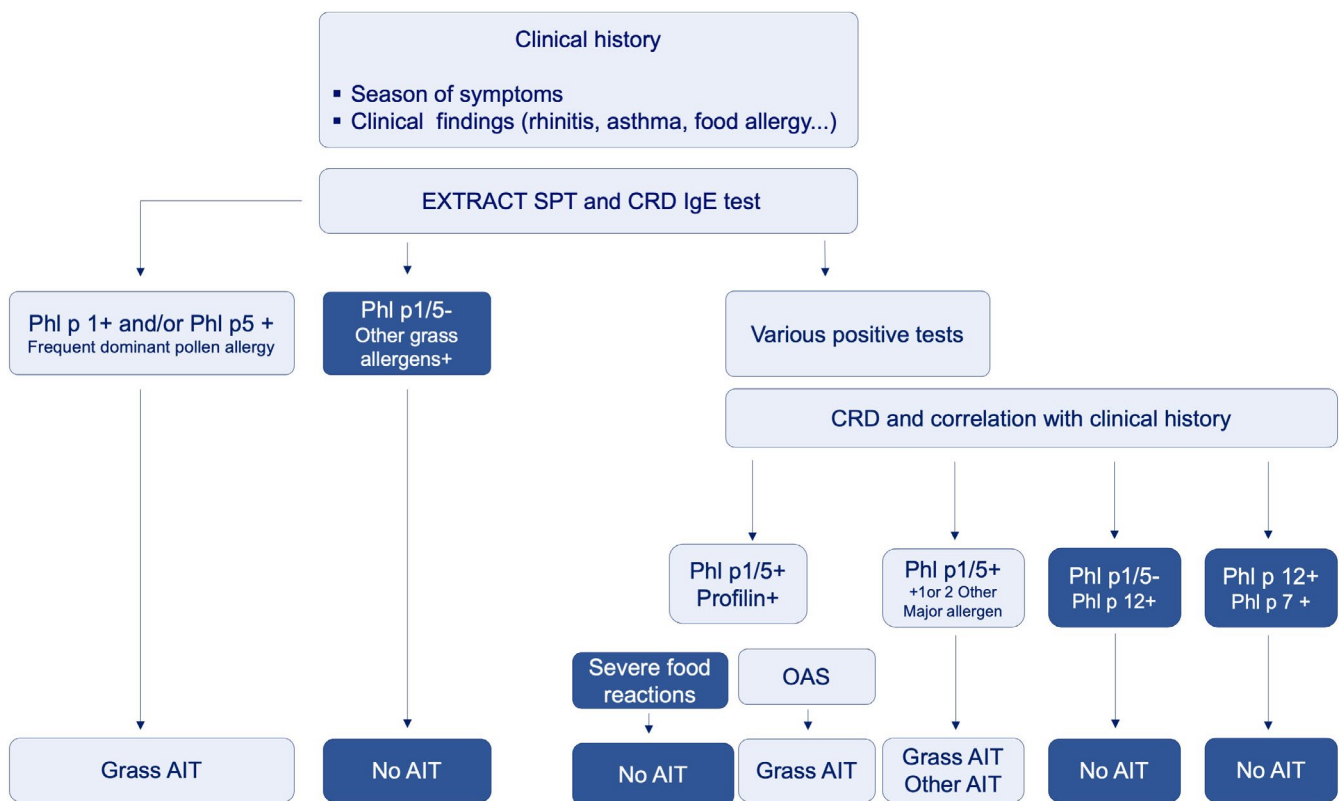 Clinical history
▪ Season of symptoms
▪ Clinical findings (rhinitis, asthma, food allergy...)
EXTRACT SPT and CRD IgE test
Phl p 1+ and/or Phl p5 +
Frequent dominant pollen allergy
Phl p1/5-
Other grass
allergens+
Various positive tests
CRD and correlation with clinical history
Phl p1/5+
Profilin+
Phl p1/5+
+1or 2 Other
Major allergen
Phl p1/5-
Phl p 12+
Phl p 12+
Phl p 7 +
Severe food
reactions
OAS
Grass AIT
No AIT
No AIT
Grass AIT
Grass AIT
Other AIT
No AIT
No AIT